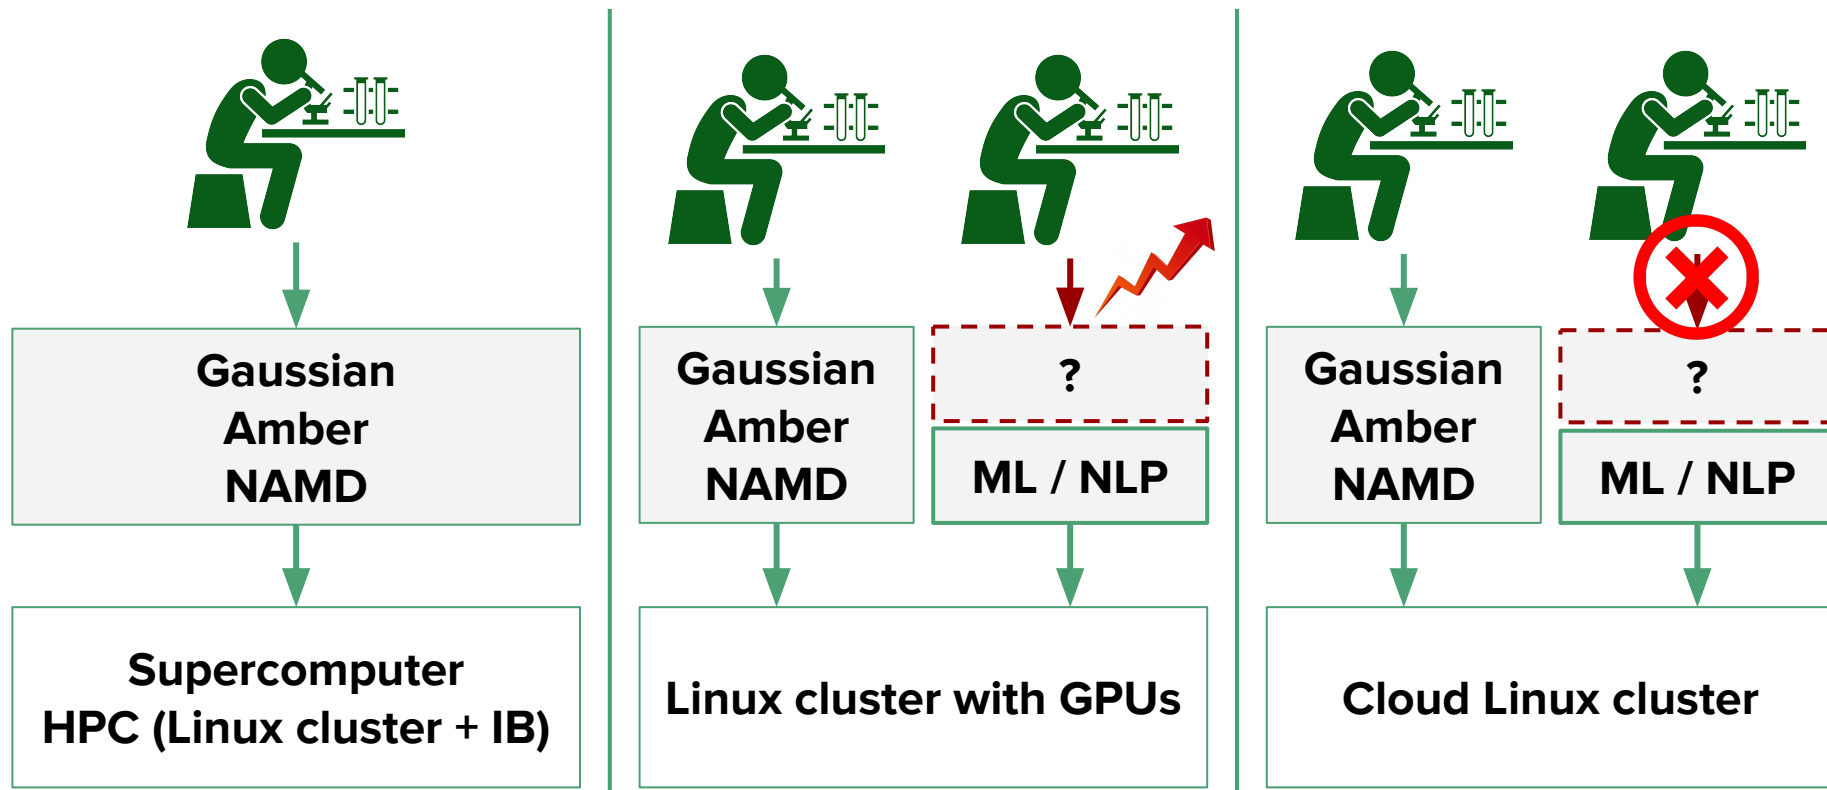 Gaussian
Amber
NAMD
Supercomputer
HPC (Linux cluster + IB)
Gaussian
Amber
NAMD
?
ML / NLP
Linux cluster with GPUs
Gaussian
Amber
NAMD
?
ML / NLP
Cloud Linux cluster